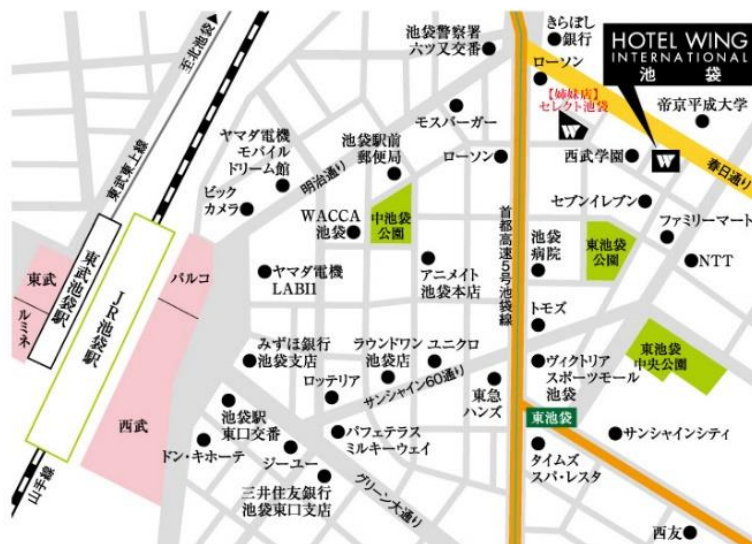 至北池袋
東武東上線
東武池袋駅
JR池袋駅
東武
ルミネ
パルコ
西武
山手線
池袋警察署
六ツ又交番
きらぼし
銀行
ローソン
HOTEL WING
INTERNATIONAL
池 袋
【姉妹店】
セレクト池袋
W
W
帝京平成大学
西武学園
春日通り
モスバーガー
ローソン
池袋駅前
郵便局
ヤマダ電機
モバイル
ドリーム館
ビック
カメラ
明治通り
WACCA
池袋
中池袋
公園
首都高速5号池袋線
セブンイレブン
ファミリーマート
NTT
東池袋
公園
池袋
病院
ヤマダ電機
LABI1
アニメイト
池袋本店
トモズ
東池袋
中央公園
みずほ銀行
池袋支店
ラウンドワン
池袋店
ユニクロ
ロッテリア
サンシャイン60通り
東急
ハンズ
ヴィクトリア
スポーツモール
池袋
東池袋
池袋駅
東口交番
パフェテラス
ミルキーウェイ
ドン・キホーテ
ジーユー
三井住友銀行
池袋東口支店
グリーン大通り
サンシャインシティ
タイムズ
スパ・レスタ
西友